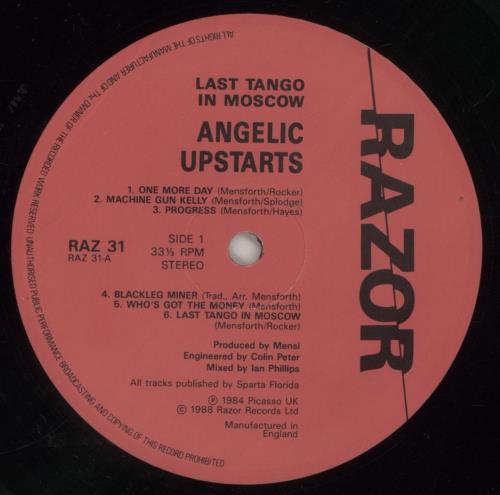 ALL RIGHTS OF THE MANUFACTURER AND OF THE OWNER OF THE RECORDED WORK RESERVED UNAUTHORISED PUBLIC PERFORMANCE BROADCASTING AND COPYING OF THIS RECORD PROHIBITED
LAST TANGO
IN MOSCOW
ANGELIC
UPSTARTS
1. ONE MORE DAY (Mensforth/Rocker)
2. MACHINE GUN KELLY (Mensforth/Splodge)
3. PROGRESS (Mensforth/Hayes)
RAZ 31 SIDE 1
RAZ 31-A 33⅓ RPM
STEREO
4. BLACKLEG MINER (Trad., Arr. Mensforth)
5. WHO'S GOT THE MONEY (Mensforth)
6. LAST TANGO IN MOSCOW
(Mensforth/Rocker)
Produced by Mensi
Engineered by Colin Peter
Mixed by Ian Phillips
All tracks published by Sparta Florida
℗ 1984 Picasso UK
© 1988 Razor Records Ltd
Manufactured in
England
RAZOR